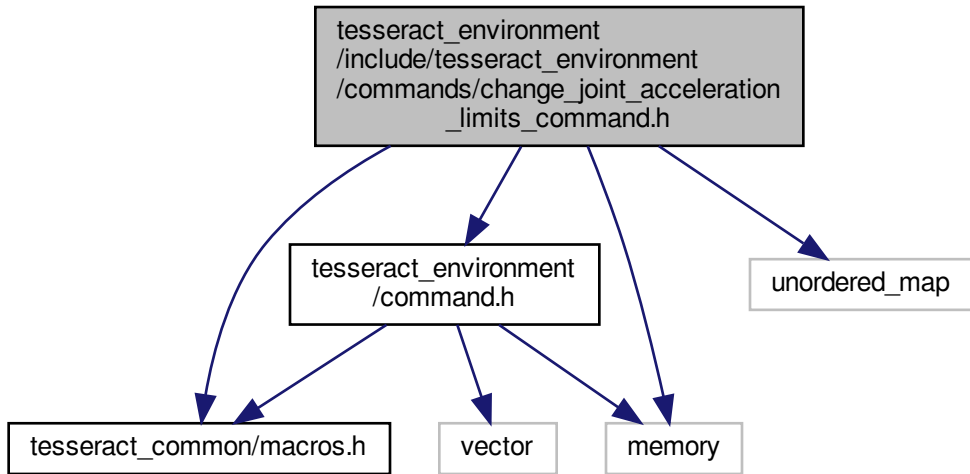 tesseract_environment
/include/tesseract_environment
/commands/change_joint_acceleration
_limits_command.h
tesseract_environment
/command.h
unordered_map
tesseract_common/macros.h
vector
memory